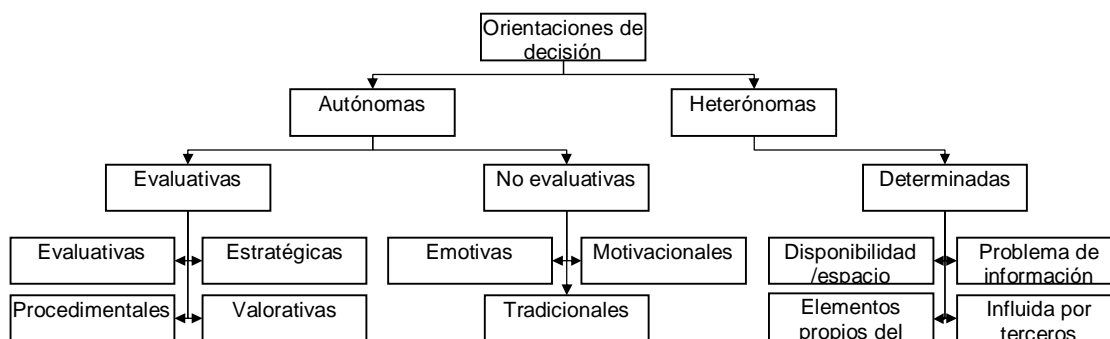 Orientaciones de
decisión
Autónomas
Heterónomas
Evaluativas
No evaluativas
Determinadas
Evaluativas
Estratégicas
Emotivas
Motivacionales
Disponibilidad
/espacio
Problema de
información
Procedimentales
Valorativas
Tradicionales
Elementos
propios del
Influida por
terceros